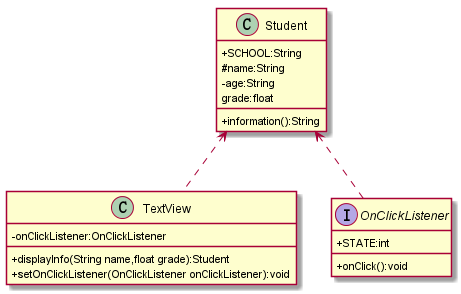 C Student
+SCHOOL:String
#name:String
-age:String
grade:float
+information():String
C TextView
-onClickListener:OnClickListener
+displayInfo(String name,float grade):Student
+setOnClickListener(OnClickListener onClickListener):void
I OnClickListener
+STATE:int
+onClick():void